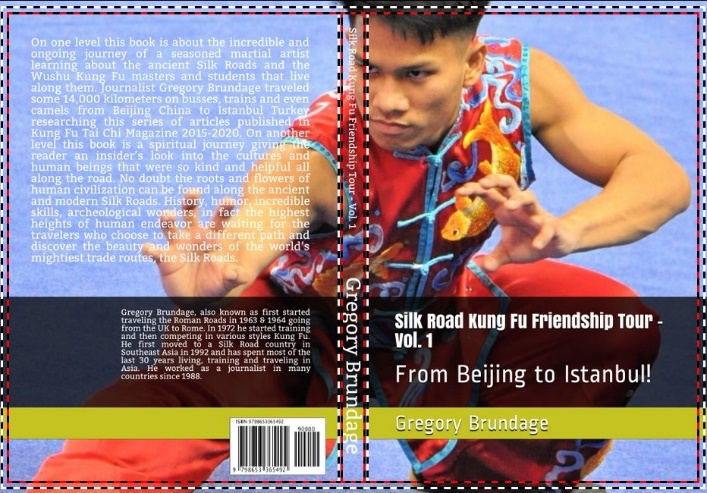 On one level this book is about the incredible and
ongoing journey of a seasoned martial artist
learning about the ancient Silk Roads and the
Wushu Kung Fu masters and students that live
along them. Journalist Gregory Brundage traveled
some 14,000 kilometers on busses, trains and even
camels from Beijing China to Istanbul Turkey
researching this series of articles published in
Kung Fu Tai Chi Magazine 2015-2020. On another
level this book is a spiritual journey giving the
reader an insider's look into the cultures and
human beings that were so kind and helpful all
along the road. No doubt the roots and flowers of
human civilization can be found along the ancient
and modern Silk Roads. History, humor, incredible
skills, archeological wonders, in fact the highest
heights of human endeavor are waiting for the
travelers who choose to take a different path and
discover the beauty and wonders of the world's
mightiest trade routes, the Silk Roads.
Gregory Brundage, also known as first started
traveling the Roman Roads in 1963 & 1964 going
from the UK to Rome. In 1972 he started training
and then competing in various styles Kung Fu.
He first moved to a Silk Road country in
Southeast Asia in 1992 and has spent most of the
last 30 years living, training and traveling in
Asia. He worked as a journalist in many
countries since 1988.
ISBN 9798653365492
90000
9 798653 365492
Silk Road Kung Fu Friendship Tour - Vol. 1
Gregory Brundage
Silk Road Kung Fu Friendship Tour -
Vol. 1
From Beijing to Istanbul!
Gregory Brundage